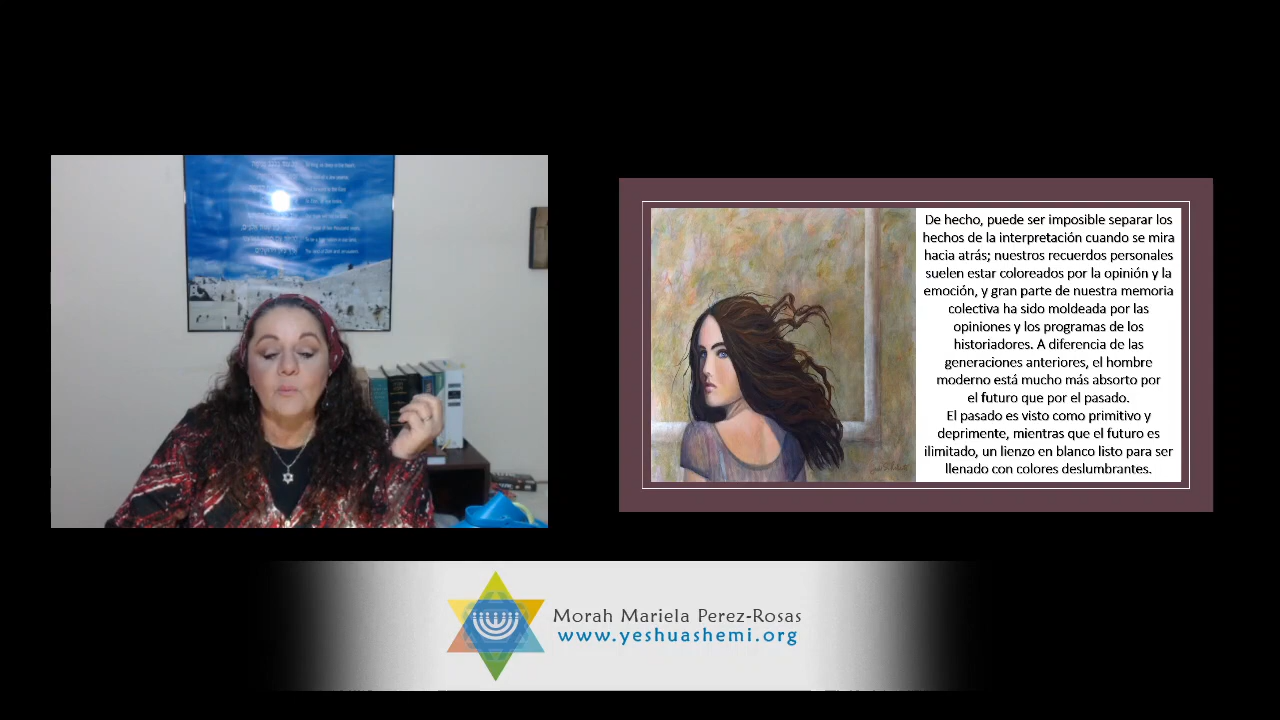 De hecho, puede ser imposible separar los
hechos de la interpretación cuando se mira
hacia atrás; nuestros recuerdos personales
suelen estar coloreados por la opinión y la
emoción, y gran parte de nuestra memoria
colectiva ha sido moldeada por las
opiniones y los programas de los
historiadores. A diferencia de las
generaciones anteriores, el hombre
moderno está mucho más absorto por
el futuro que por el pasado.
El pasado es visto como primitivo y
deprimente, mientras que el futuro es
ilimitado, un lienzo en blanco listo para ser
llenado con colores deslumbrantes.
Morah Mariela Perez-Rosas
www.yeshuashemi.org